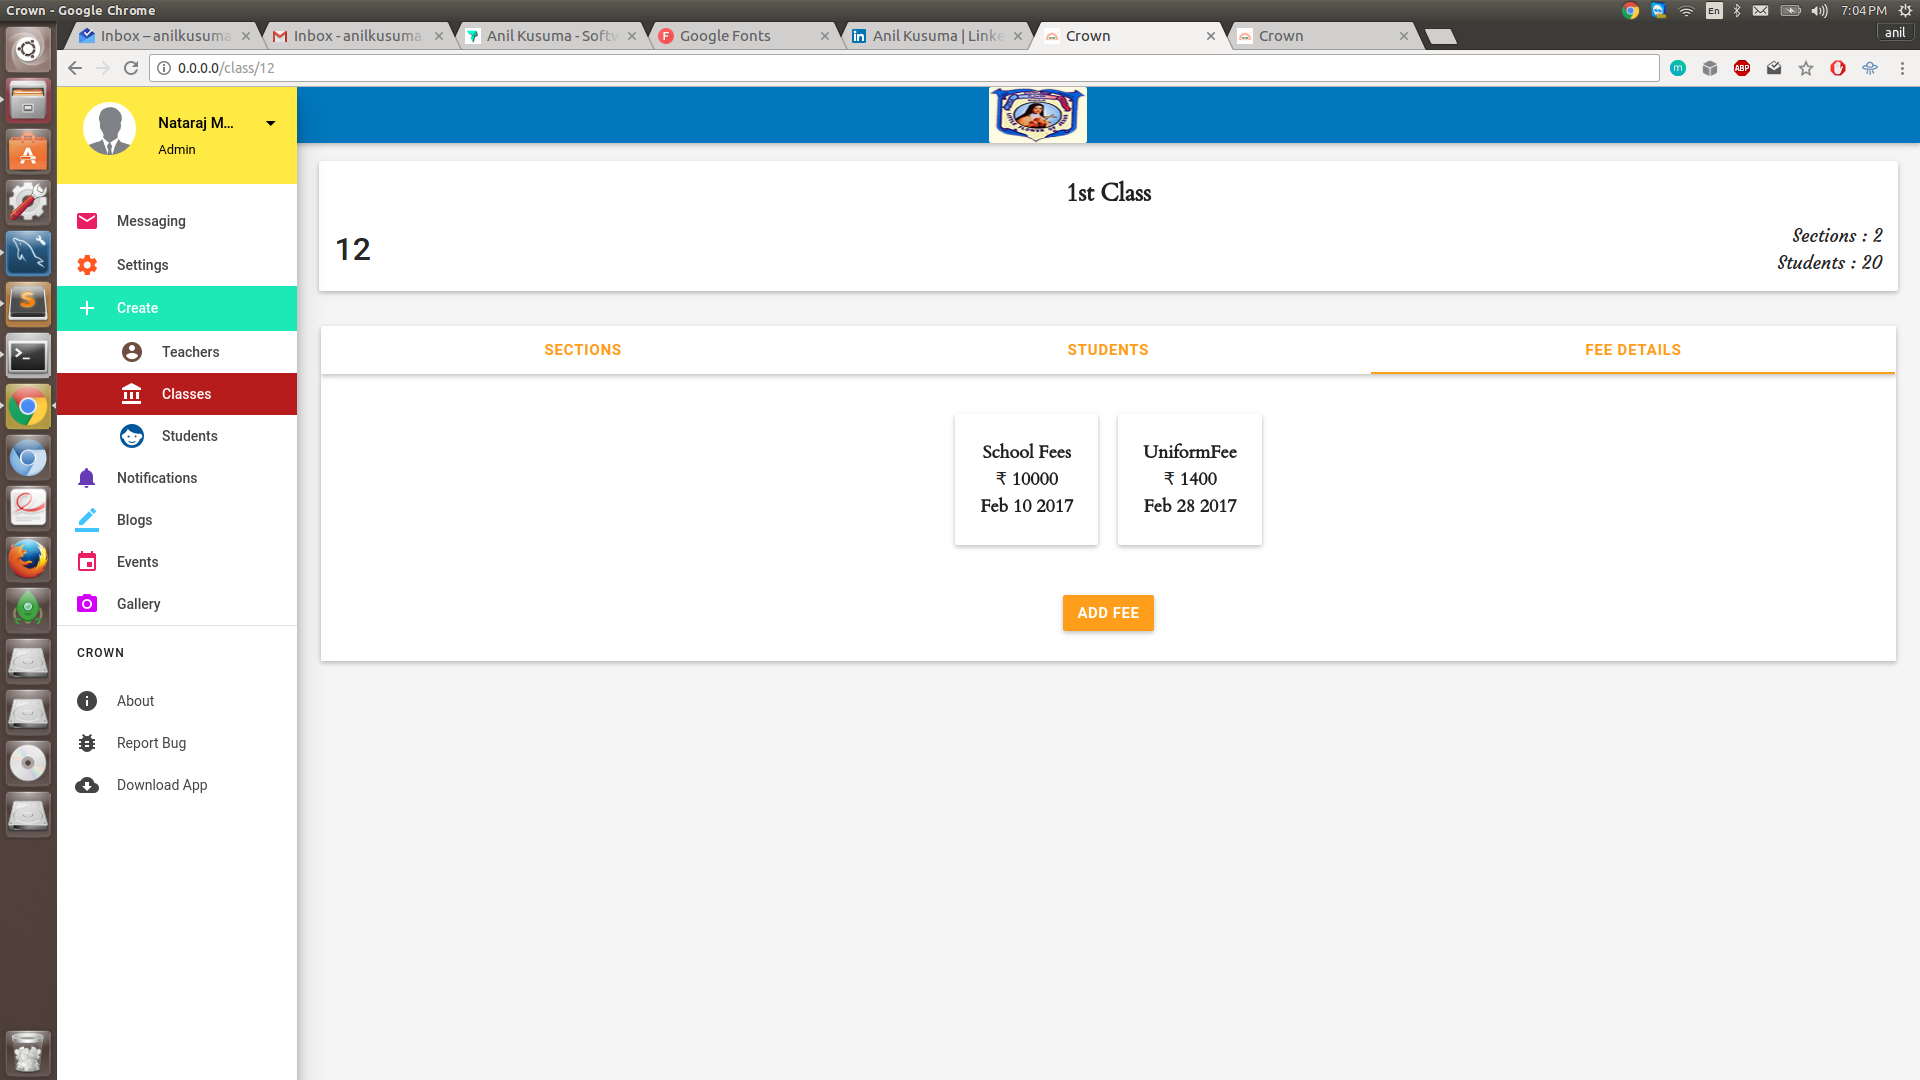 Crown - Google Chrome
En
7:04 PM
Inbox – anilkusuma
Inbox - anilkusuma
Anil Kusuma - Softw
Google Fonts
Anil Kusuma | Linke
Crown
Crown
anil
0.0.0.0/class/12
m
ABP
Nataraj M...
Admin
1st Class
12
Sections : 2
Students : 20
Messaging
Settings
Create
Teachers
Classes
Students
Notifications
Blogs
Events
Gallery
CROWN
About
Report Bug
Download App
SECTIONS
STUDENTS
FEE DETAILS
School Fees
₹ 10000
Feb 10 2017
UniformFee
₹ 1400
Feb 28 2017
ADD FEE